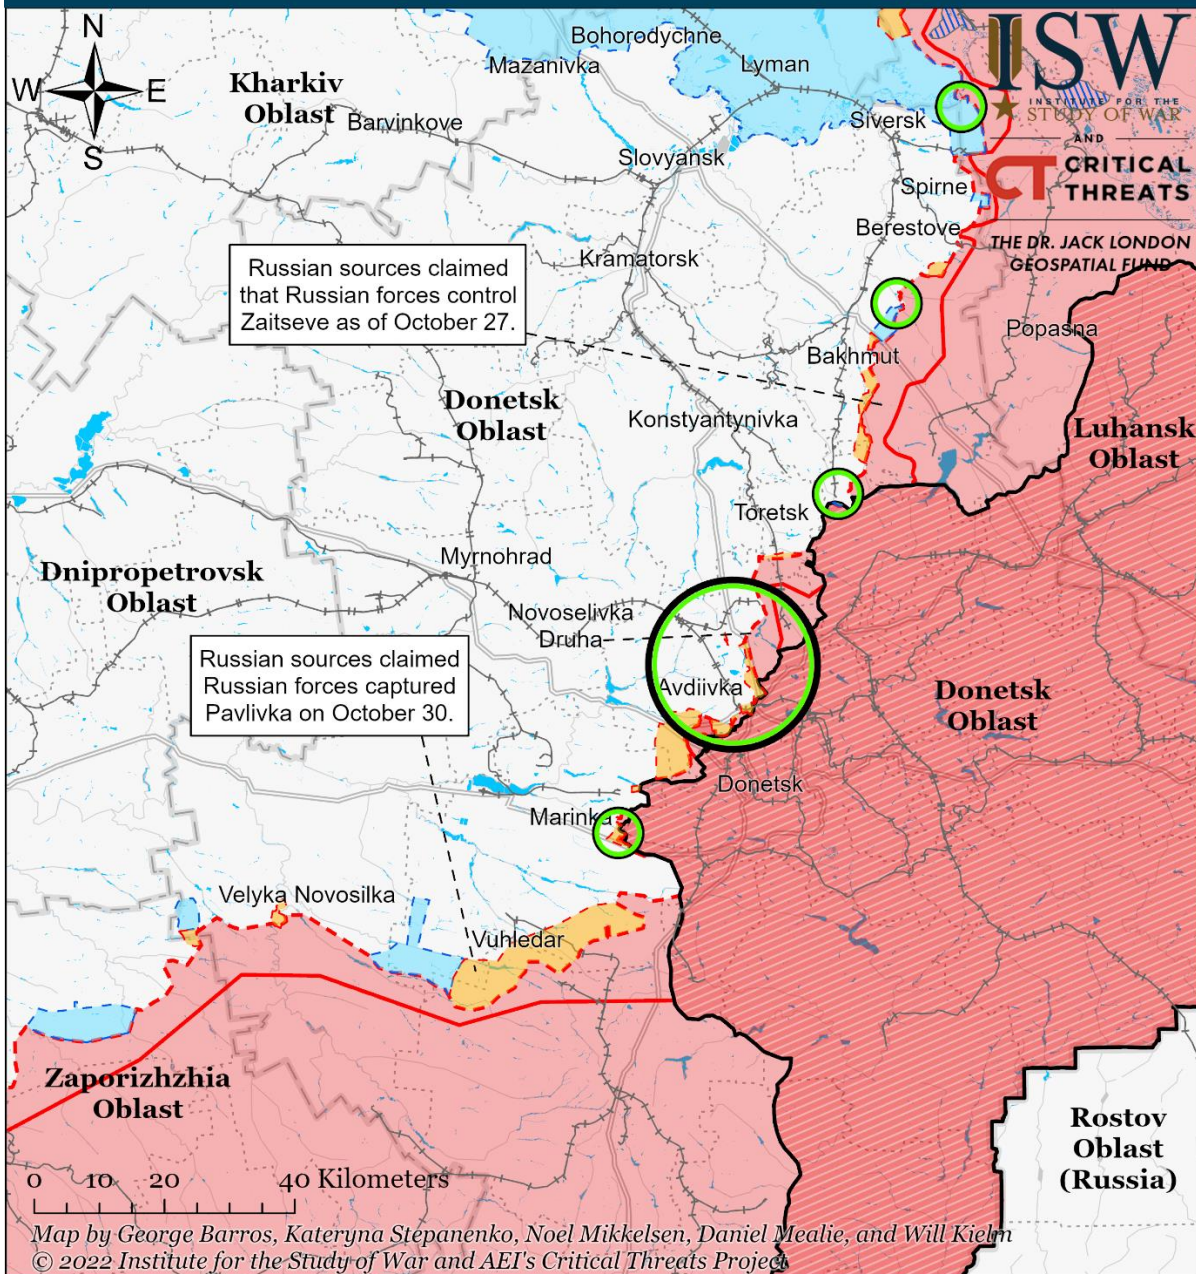 N
W
E
S
Kharkiv
Oblast
Bohorodychne
Mazanivka
Lyman
Barvinkove
Siversk
Slovyansk
ISW
INSTITUTE FOR THE
STUDY OF WAR
AND
CT CRITICAL
THREATS
THE DR. JACK LONDON
GEOSPATIAL FUND
Spirne
Berestove
Kramatorsk
Russian sources claimed
that Russian forces control
Zaitseve as of October 27.
Popasna
Bakhmut
Donetsk
Oblast
Konstyantynivka
Luhansk
Oblast
Toretsk
Myrnohrad
Dnipropetrovsk
Oblast
Novoselivka
Druha
Russian sources claimed
Russian forces captured
Pavlivka on October 30.
Avdiivka
Donetsk
Oblast
Donetsk
Marinka
Velyka Novosilka
Vuhledar
Zaporizhzhia
Oblast
Rostov
Oblast
(Russia)
0 10 20 40 Kilometers
Map by George Barros, Kateryna Stepanenko, Noel Mikkelsen, Daniel Mealie, and Will Kielm
© 2022 Institute for the Study of War and AEI's Critical Threats Project